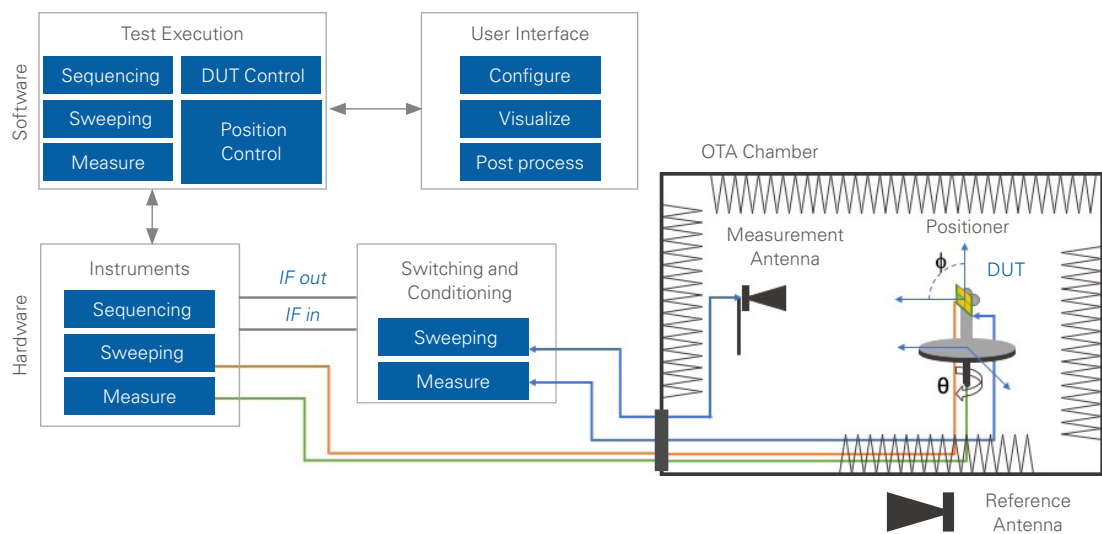 Software
Test Execution
Sequencing
DUT Control
Sweeping
Position
Control
Measure
User Interface
Configure
Visualize
Post process
Hardware
Instruments
Sequencing
Sweeping
Measure
IF out
IF in
Switching and
Conditioning
Sweeping
Measure
OTA Chamber
Measurement
Antenna
Positioner
ϕ
DUT
θ
Reference
Antenna